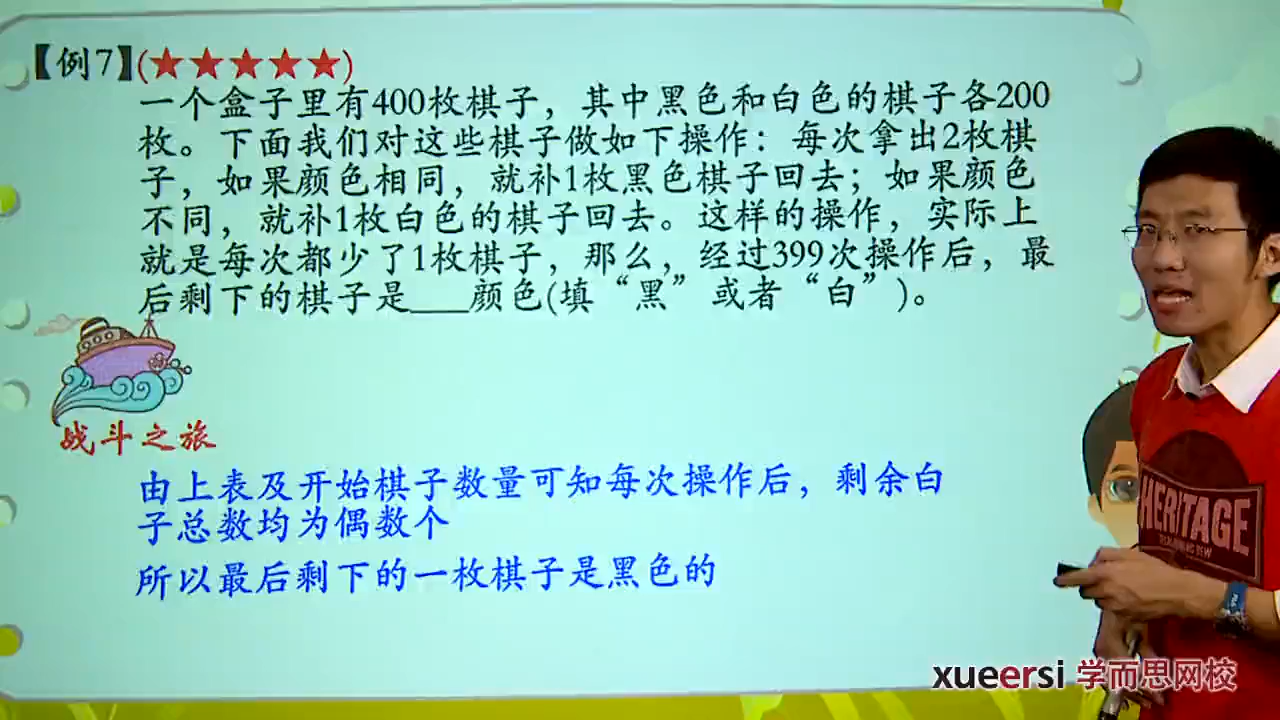 【例7】(★★★★★)
一个盒子里有400枚棋子，其中黑色和白色的棋子各200
枚。下面我们对这些棋子做如下操作：每次拿出2枚棋
子，如果颜色相同，就补1枚黑色棋子回去；如果颜色
不同，就补1枚白色的棋子回去。这样的操作，实际上
就是每次都少了1枚棋子，那么，经过399次操作后，最
后剩下的棋子是___颜色(填“黑”或者“白”)。
战斗之旅
由上表及开始棋子数量可知每次操作后，剩余白
子总数均为偶数个
所以最后剩下的一枚棋子是黑色的
HERITAGE
xueersi 学而思网校